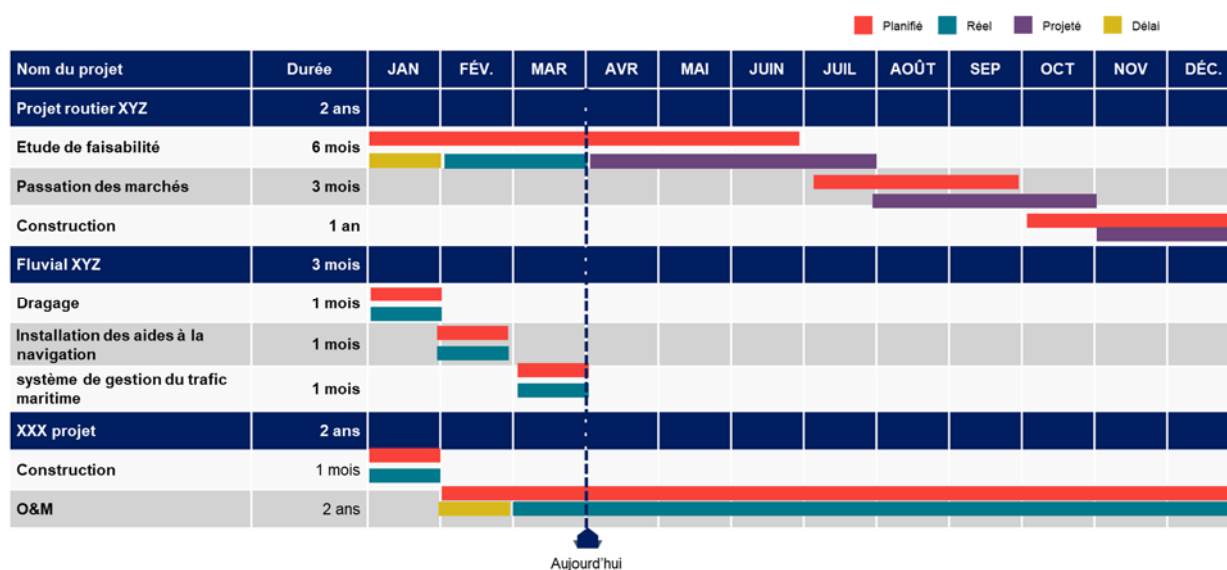 Planifié Réel Projeté Délai
Nom du projet Durée JAN FÉV. MAR AVR MAI JUIN JUIL AOÛT SEP OCT NOV DÉC.
Projet routier XYZ 2 ans
Etude de faisabilité 6 mois
Passation des marchés 3 mois
Construction 1 an
Fluvial XYZ 3 mois
Dragage 1 mois
Installation des aides à la
navigation 1 mois
système de gestion du trafic
maritime 1 mois
XXX projet 2 ans
Construction 1 mois
O&M 2 ans
Aujourd'hui